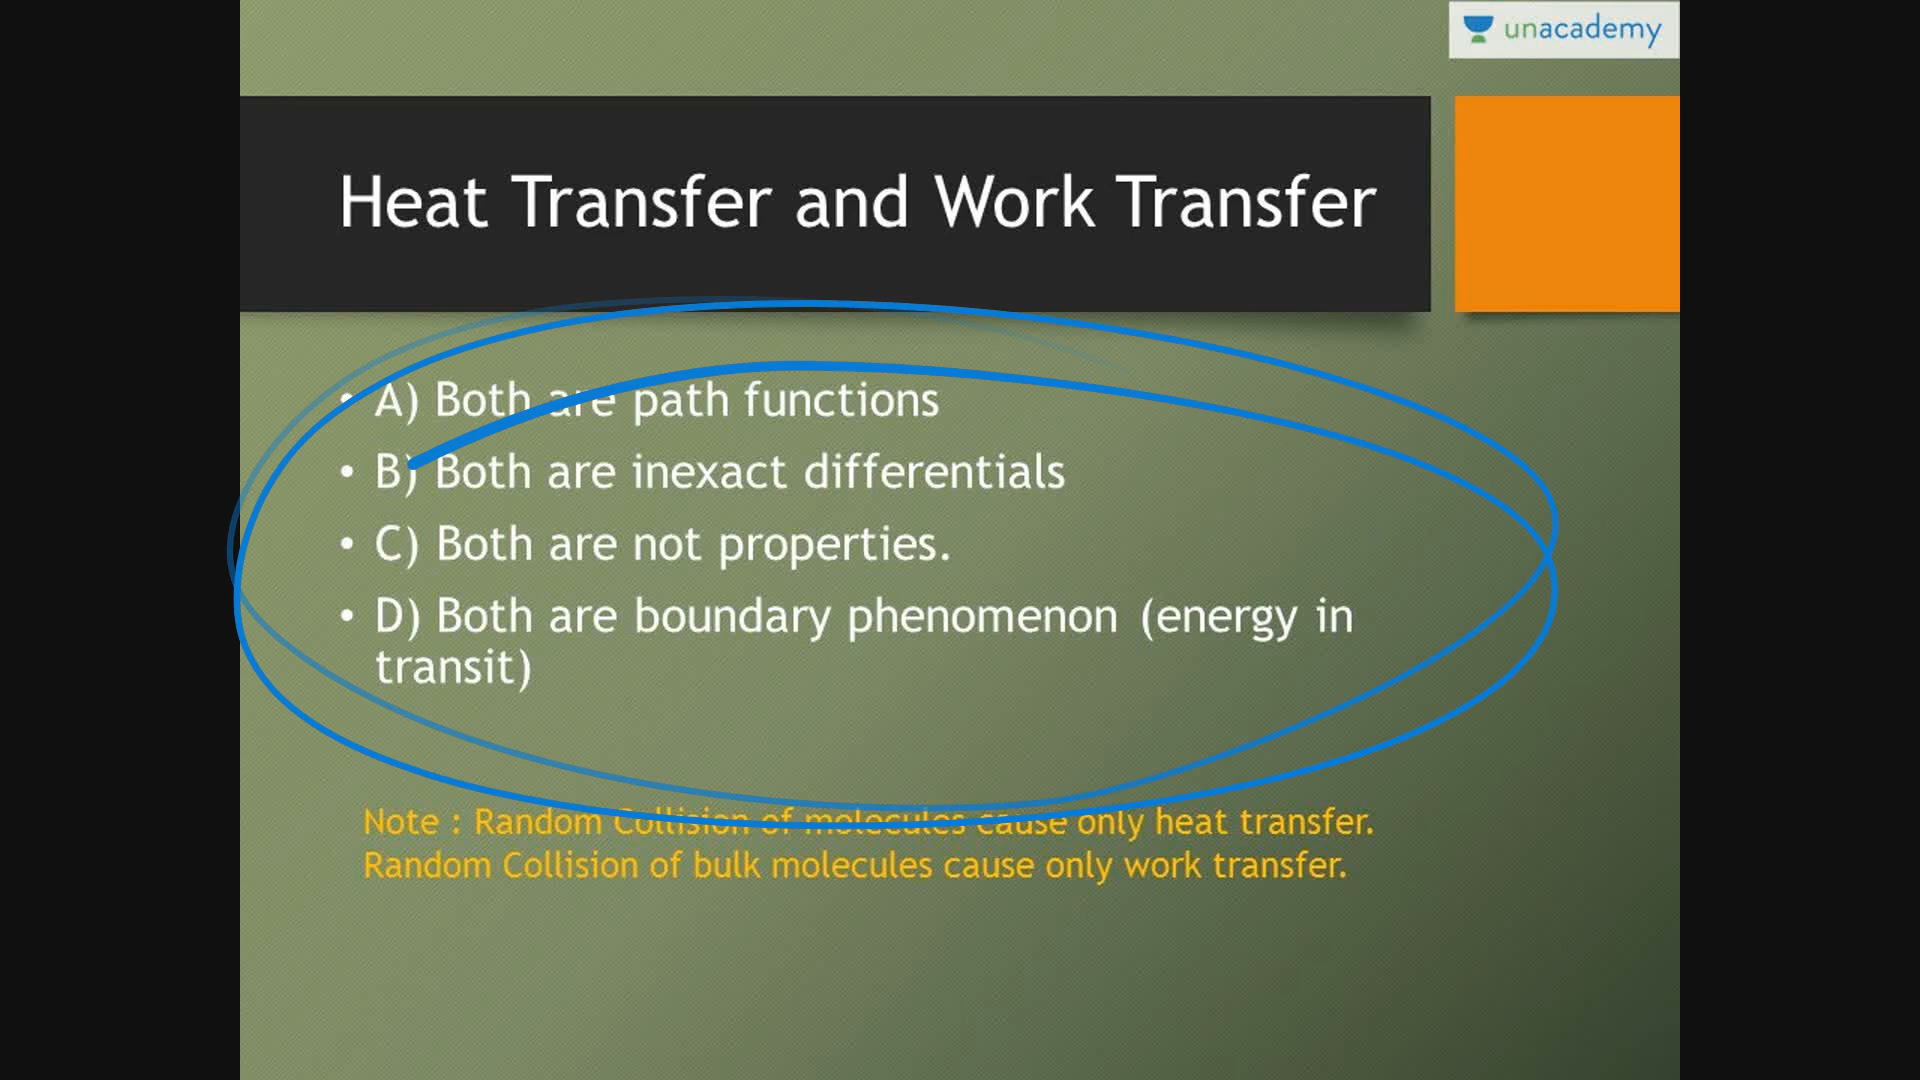 unacademy
Heat Transfer and Work Transfer
• A) Both are path functions
• B) Both are inexact differentials
• C) Both are not properties.
• D) Both are boundary phenomenon (energy in
transit)
Note : Random Collision of molecules cause only heat transfer.
Random Collision of bulk molecules cause only work transfer.